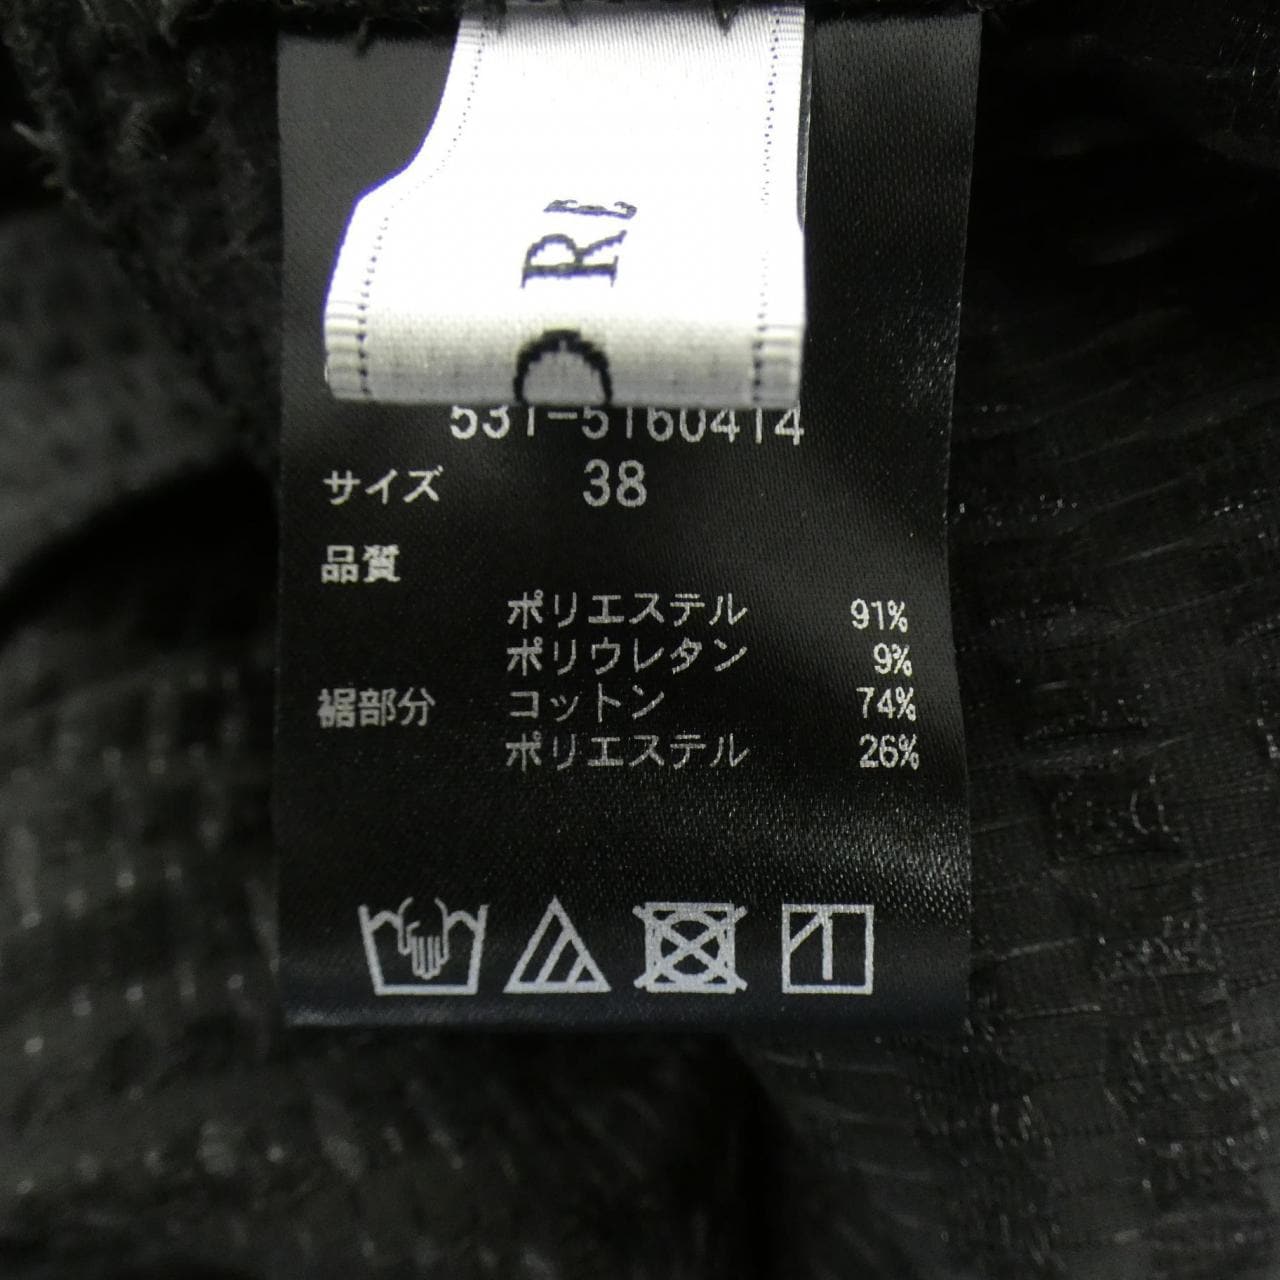 R
531-5160414
サイズ 38
品質
ポリエステル 91%
ポリウレタン 9%
裾部分 コットン 74%
ポリエステル 26%